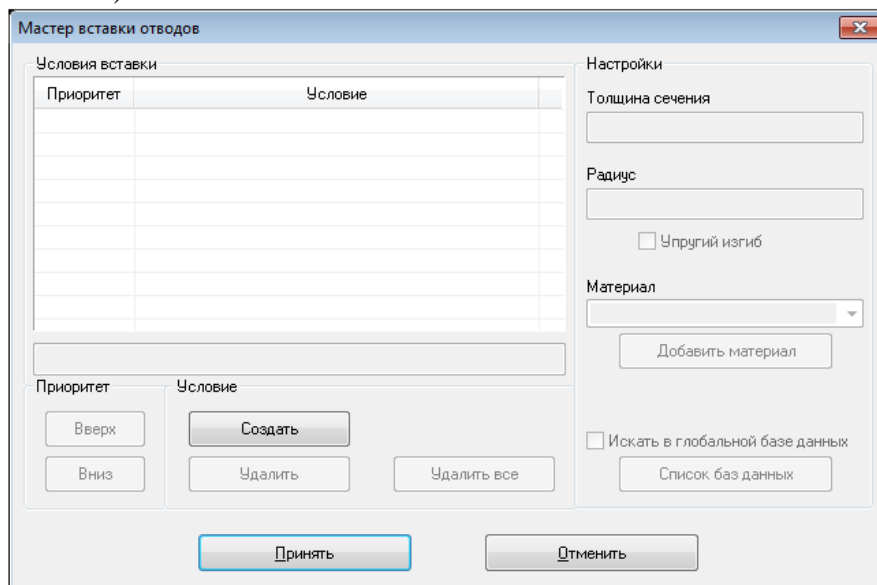 Мастер вставки отводов
Условия вставки
Приоритет Условие
Приоритет
Вверх
Вниз
Условие
Создать
Удалить Удалить все
Настройки
Толщина сечения
Радиус
Упругий изгиб
Материал
Добавить материал
Искать в глобальной базе данных
Список баз данных
Принять Отменить